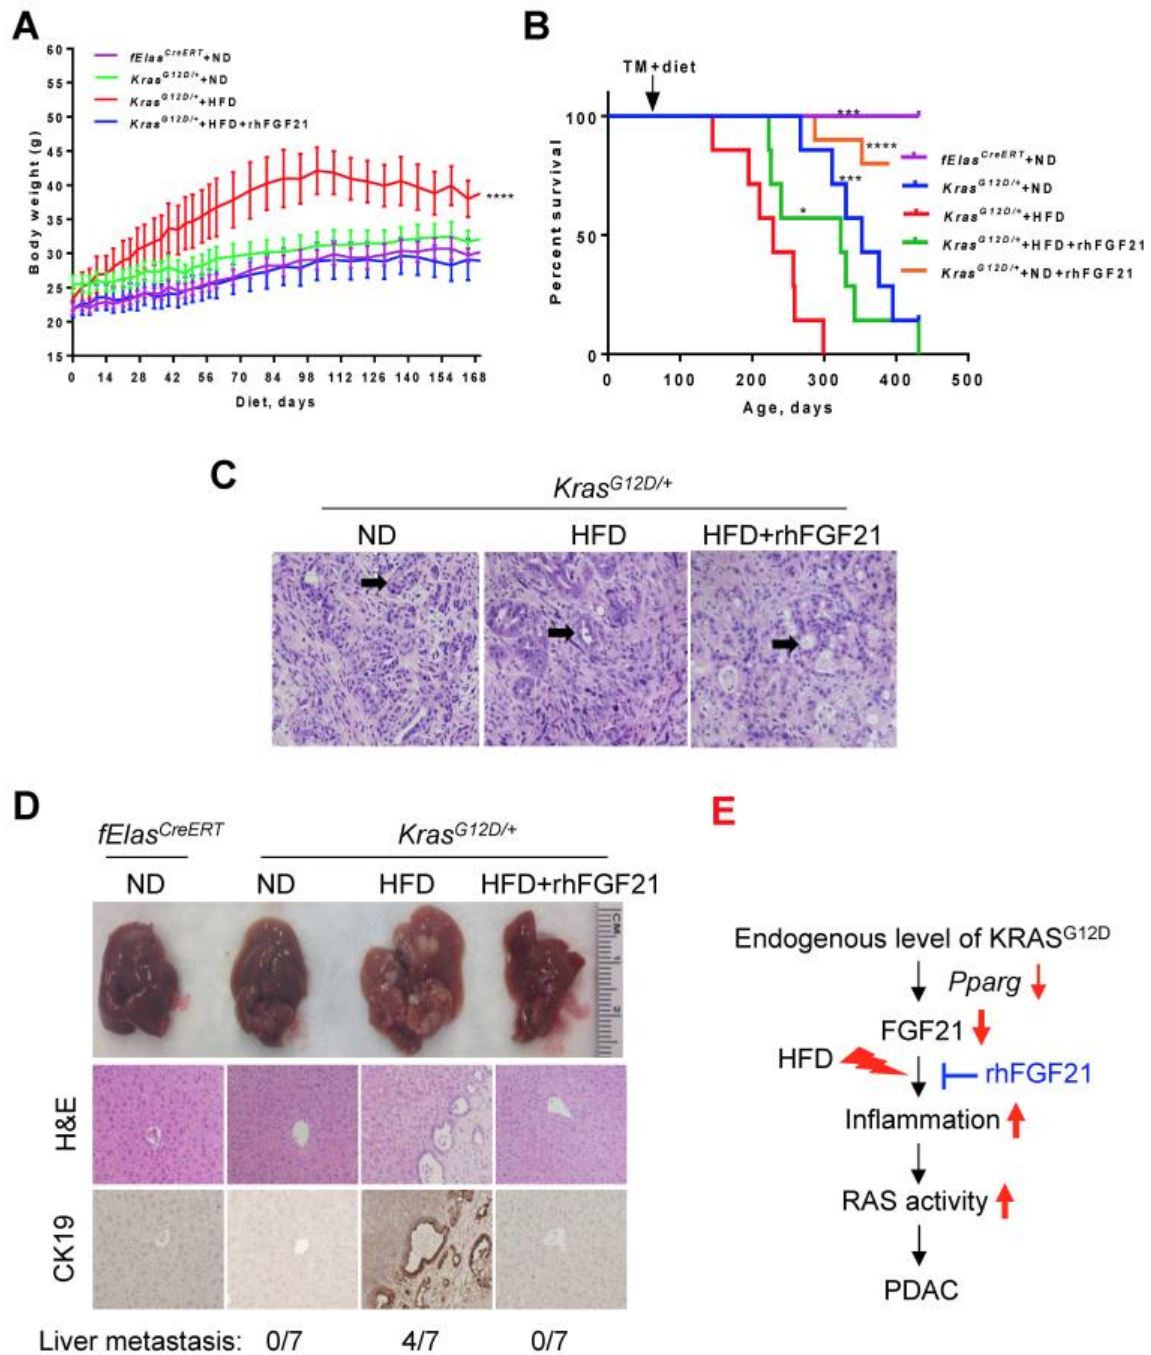 A
fElas^CreERT+ND
Kras^G12D/++ND
Kras^G12D/++HFD
Kras^G12D/++HFD+rhFGF21
Body weight (g)
60
55
50
45
40
35
30
25
20
15
****
0 14 28 42 56 70 84 98 112 126 140 154 168
Diet, days
B
TM+diet
Percent survival
100
50
0
***
****
***
*
fElas^CreERT+ND
Kras^G12D/++ND
Kras^G12D/++HFD
Kras^G12D/++HFD+rhFGF21
Kras^G12D/++ND+rhFGF21
0 100 200 300 400 500
Age, days
C
Kras^G12D/+
ND HFD HFD+rhFGF21
D
fElas^CreERT Kras^G12D/+
ND ND HFD HFD+rhFGF21
CM
1
2
H&E
CK19
Liver metastasis: 0/7 4/7 0/7
E
Endogenous level of KRAS^G12D
Pparg
FGF21
HFD
rhFGF21
Inflammation
RAS activity
PDAC